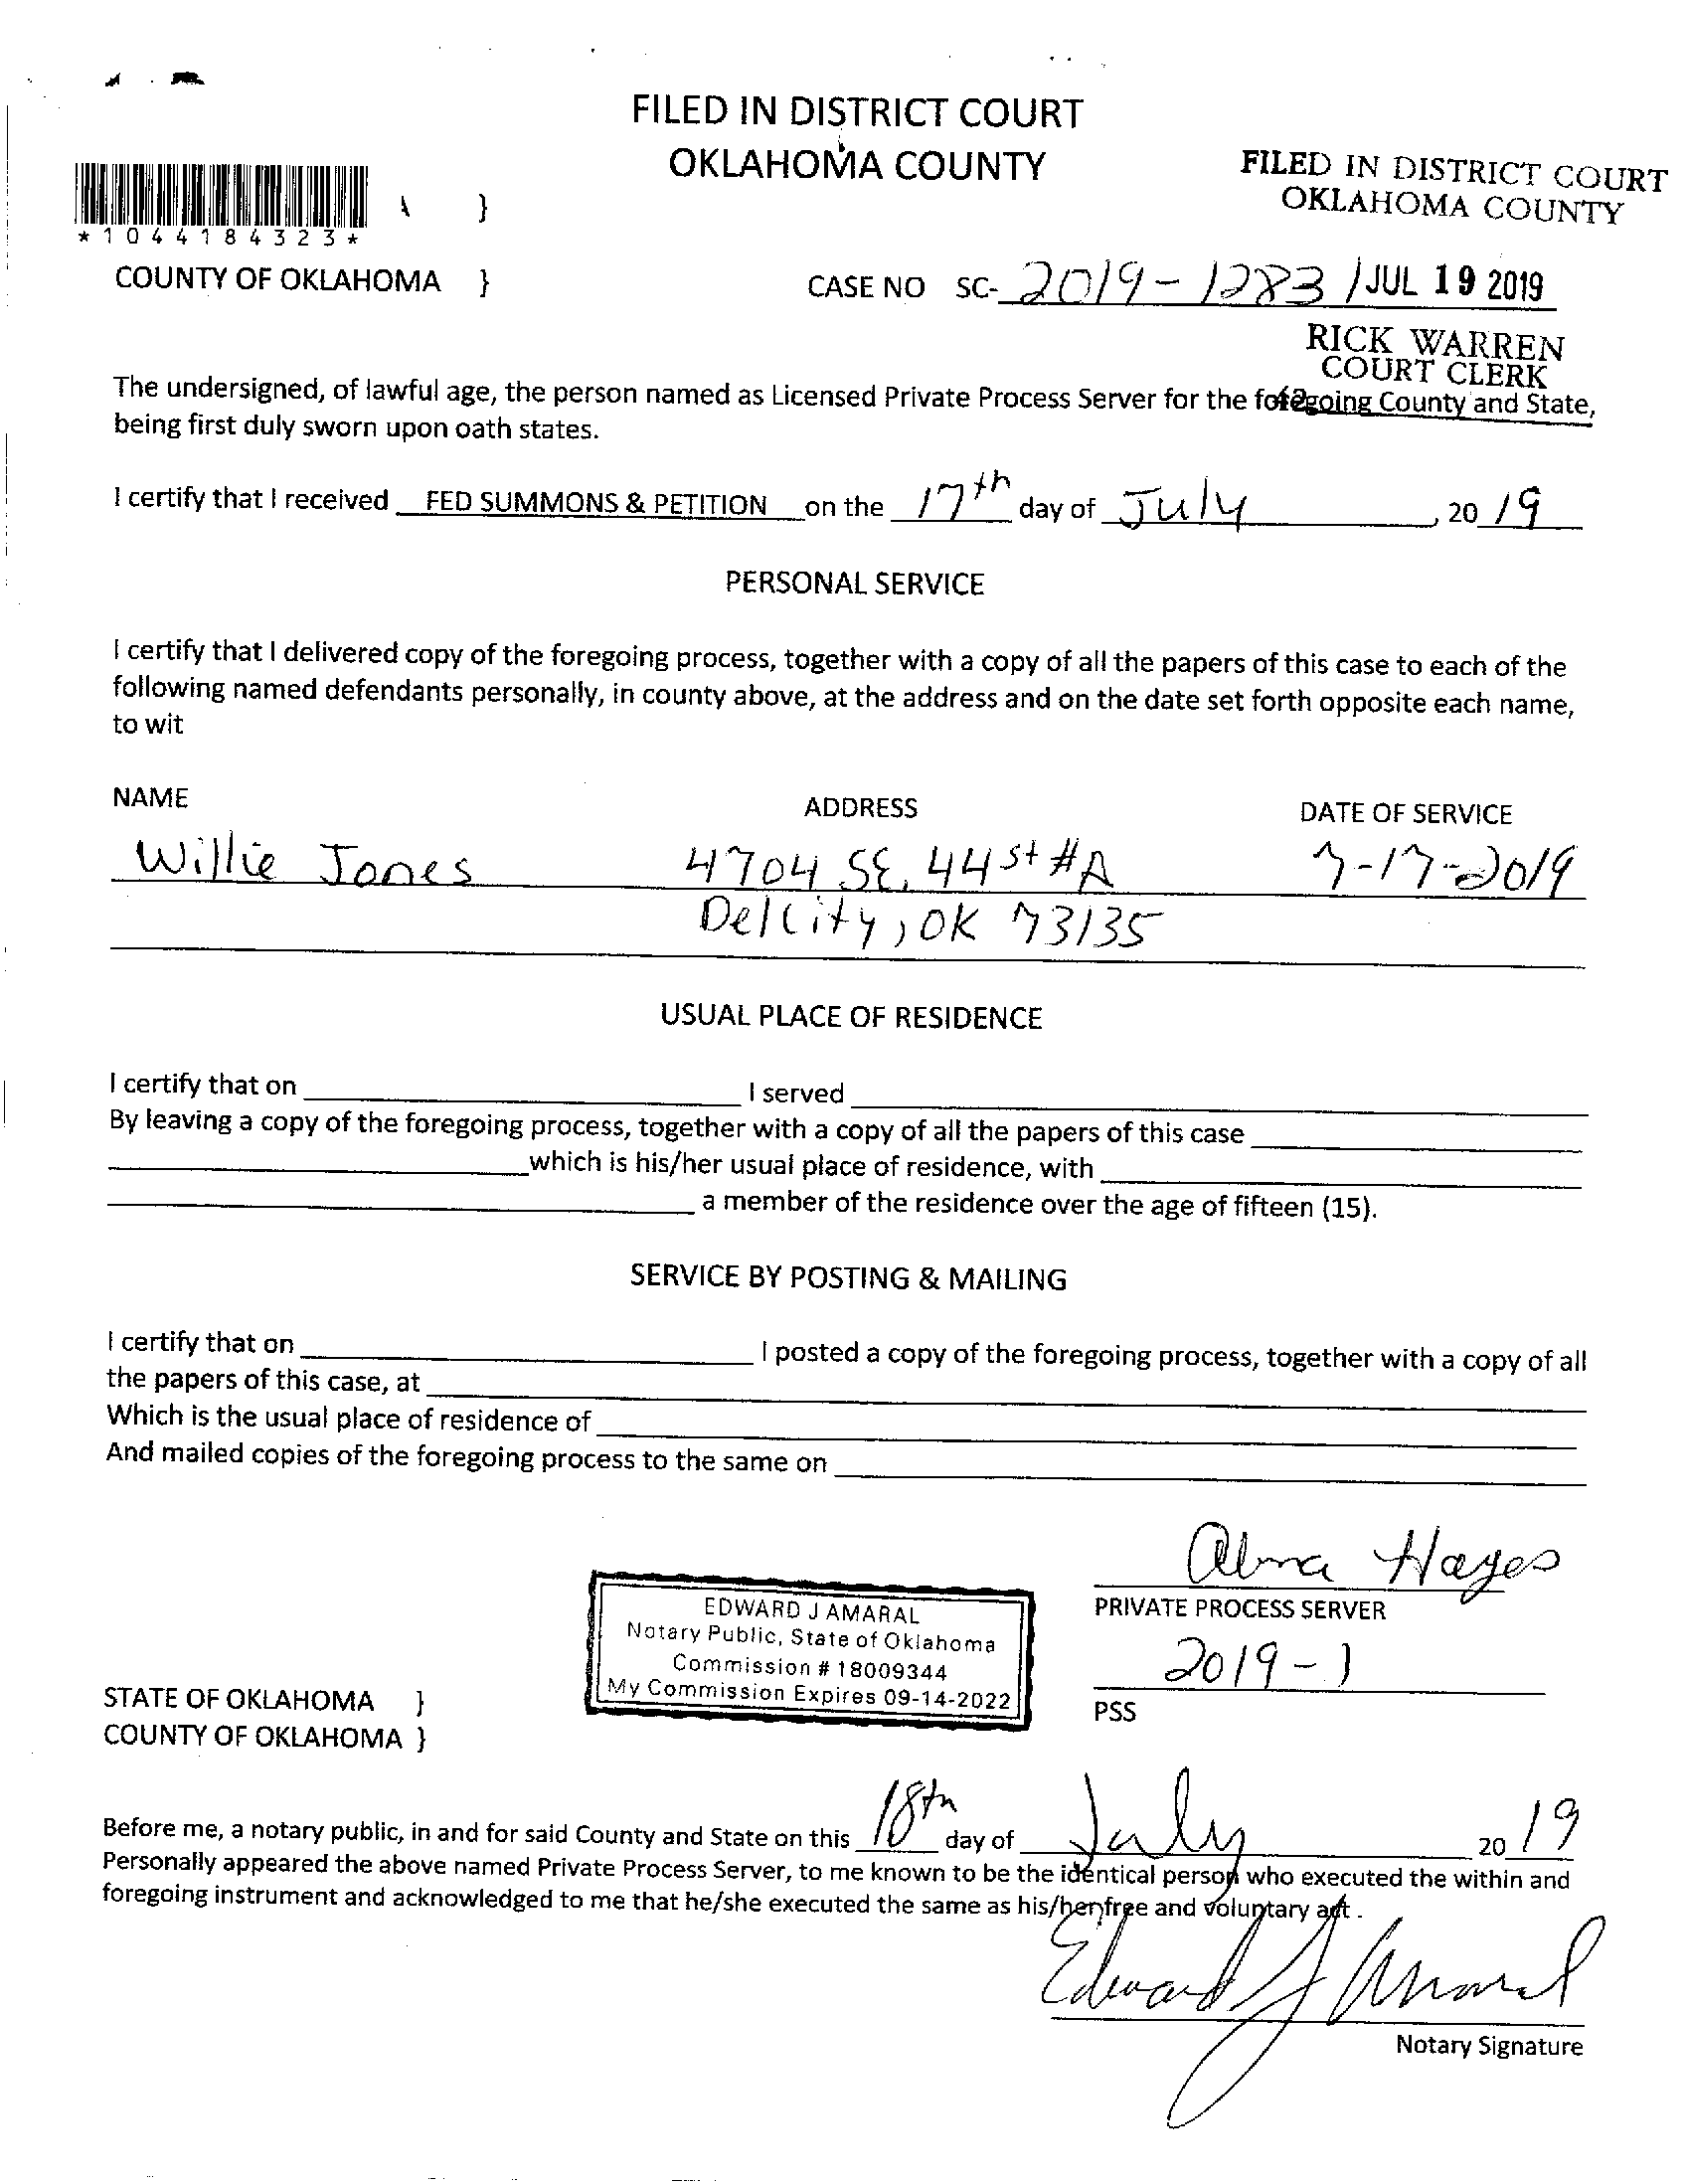 FILED IN DISTRICT COURT
OKLAHOMA COUNTY
FILED IN DISTRICT COURT
OKLAHOMA COUNTY
}
*1044184323*
COUNTY OF OKLAHOMA }
CASE NO SC- 2019-1283 / JUL 19 2019
RICK WARREN
COURT CLERK
The undersigned, of lawful age, the person named as Licensed Private Process Server for the foregoing County and State,
being first duly sworn upon oath states.
I certify that I received FED SUMMONS & PETITION on the 17th day of July, 2019
PERSONAL SERVICE
I certify that I delivered copy of the foregoing process, together with a copy of all the papers of this case to each of the
following named defendants personally, in county above, at the address and on the date set forth opposite each name,
to wit
NAME ADDRESS DATE OF SERVICE
Willie Jones 4704 SE. 44st #A 7-17-2019
Del City, OK 73135
USUAL PLACE OF RESIDENCE
I certify that on ____ I served ____
By leaving a copy of the foregoing process, together with a copy of all the papers of this case ____
____ which is his/her usual place of residence, with ____
____ a member of the residence over the age of fifteen (15).
SERVICE BY POSTING & MAILING
I certify that on ____ I posted a copy of the foregoing process, together with a copy of all
the papers of this case, at ____
Which is the usual place of residence of ____
And mailed copies of the foregoing process to the same on ____
Alma Hayes
PRIVATE PROCESS SERVER
2019-1
PSS
EDWARD J AMARAL
Notary Public, State of Oklahoma
Commission # 18009344
My Commission Expires 09-14-2022
STATE OF OKLAHOMA }
COUNTY OF OKLAHOMA }
Before me, a notary public, in and for said County and State on this 18th day of July 2019
Personally appeared the above named Private Process Server, to me known to be the identical person who executed the within and
foregoing instrument and acknowledged to me that he/she executed the same as his/her free and voluntary act.
Edward J Amaral
Notary Signature